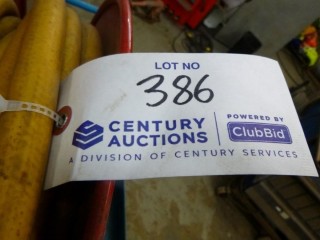 LOT NO
386
CENTURY AUCTIONS
POWERED BY
ClubBid
A DIVISION OF CENTURY SERVICES